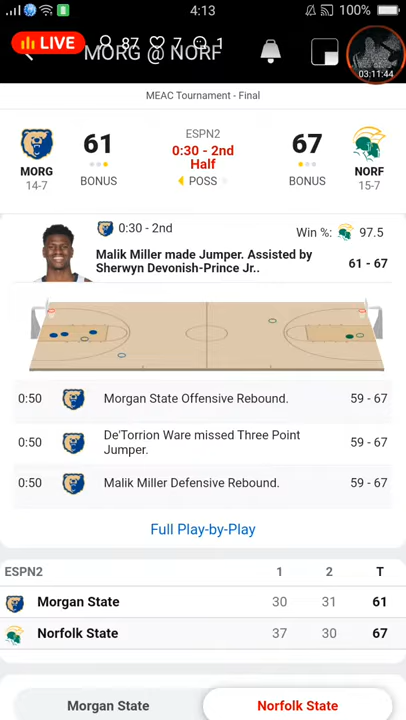 4:13
100%
LIVE
87 7 1
MORG @ NORF
03:11:44
MEAC Tournament - Final
MORG
14-7
61
BONUS
ESPN2
0:30 - 2nd
Half
POSS
67
BONUS
NORF
15-7
0:30 - 2nd
Win %: 97.5
Malik Miller made Jumper. Assisted by
Sherwyn Devonish-Prince Jr..
61 - 67
0:50 Morgan State Offensive Rebound. 59 - 67
0:50 De'Torrion Ware missed Three Point
Jumper. 59 - 67
0:50 Malik Miller Defensive Rebound. 59 - 67
Full Play-by-Play
ESPN2 1 2 T
Morgan State 30 31 61
Norfolk State 37 30 67
Morgan State Norfolk State